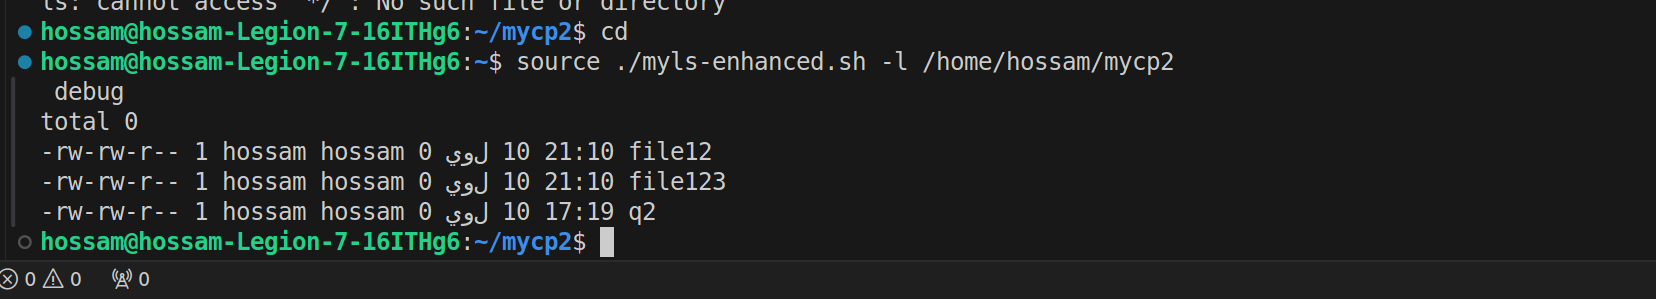 ls: cannot access '*/': No such file or directory
hossam@hossam-Legion-7-16ITHg6:~/mycp2$ cd
hossam@hossam-Legion-7-16ITHg6:~$ source ./myls-enhanced.sh -l /home/hossam/mycp2
debug
total 0
-rw-rw-r-- 1 hossam hossam 0 يول 10 21:10 file12
-rw-rw-r-- 1 hossam hossam 0 يول 10 21:10 file123
-rw-rw-r-- 1 hossam hossam 0 يول 10 17:19 q2
hossam@hossam-Legion-7-16ITHg6:~/mycp2$
0 0 0